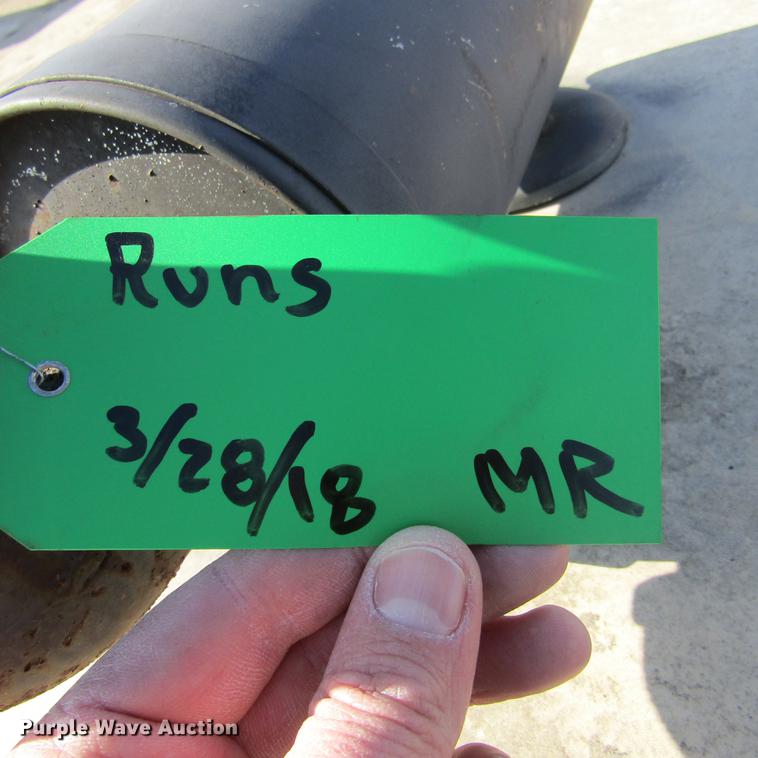 Runs
3/28/18 MR
Purple Wave Auction